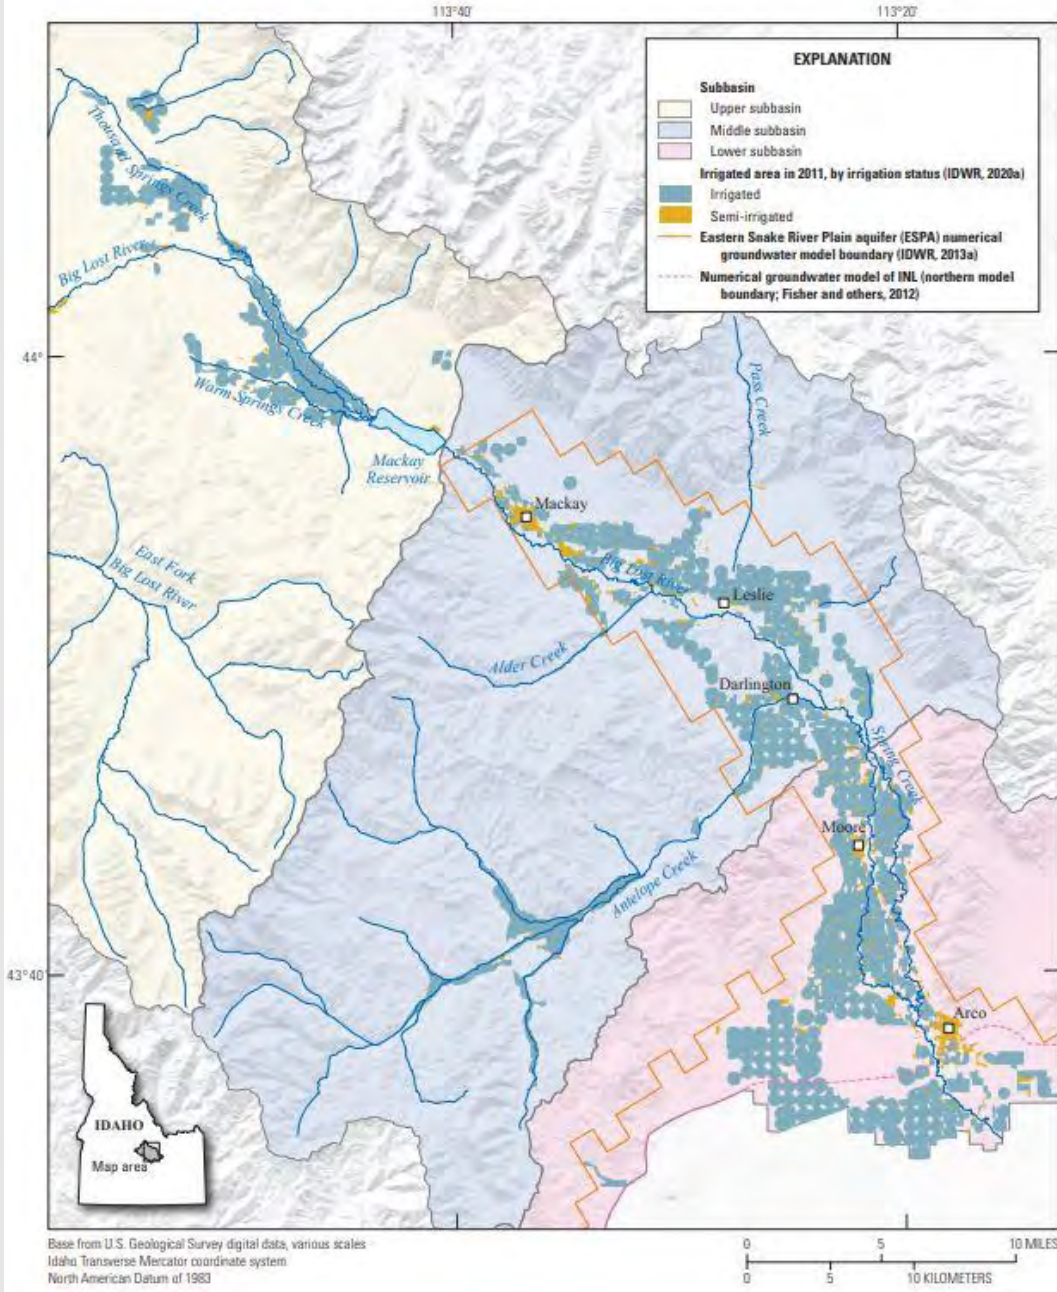 113°40'
113°20'
EXPLANATION
Subbasin
Upper subbasin
Middle subbasin
Lower subbasin
Irrigated area in 2011, by irrigation status (IDWR, 2020a)
Irrigated
Semi-irrigated
Eastern Snake River Plain aquifer (ESPA) numerical
groundwater model boundary (IDWR, 2013a)
Numerical groundwater model of INL (northern model
boundary; Fisher and others, 2012)
Thousand Springs Creek
Big Lost River
44°
Warm Springs Creek
Pass Creek
Mackay
Reservoir
Mackay
East Fork
Big Lost River
Big Lost River
Leslie
Alder Creek
Darlington
Spring Creek
Moore
Antelope Creek
43°40'
Arco
IDAHO
Map area
Base from U.S. Geological Survey digital data, various scales
Idaho Transverse Mercator coordinate system
North American Datum of 1983
0 5 10 MILES
0 5 10 KILOMETERS